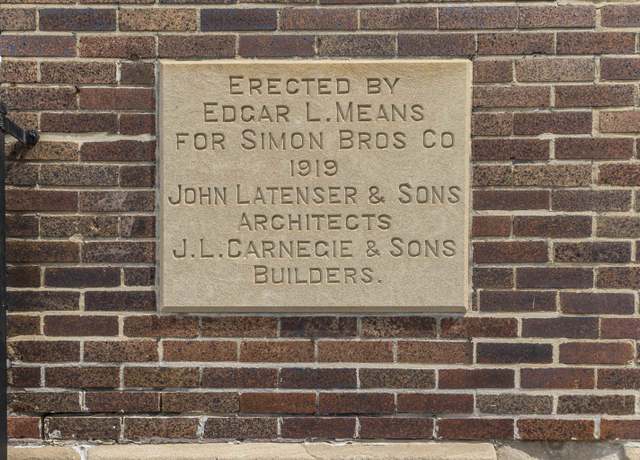 ERECTED BY
EDGAR L. MEANS
FOR SIMON BROS CO
1919
JOHN LATENSER & SONS
ARCHITECTS
J.L. CARNEGIE & SONS
BUILDERS.